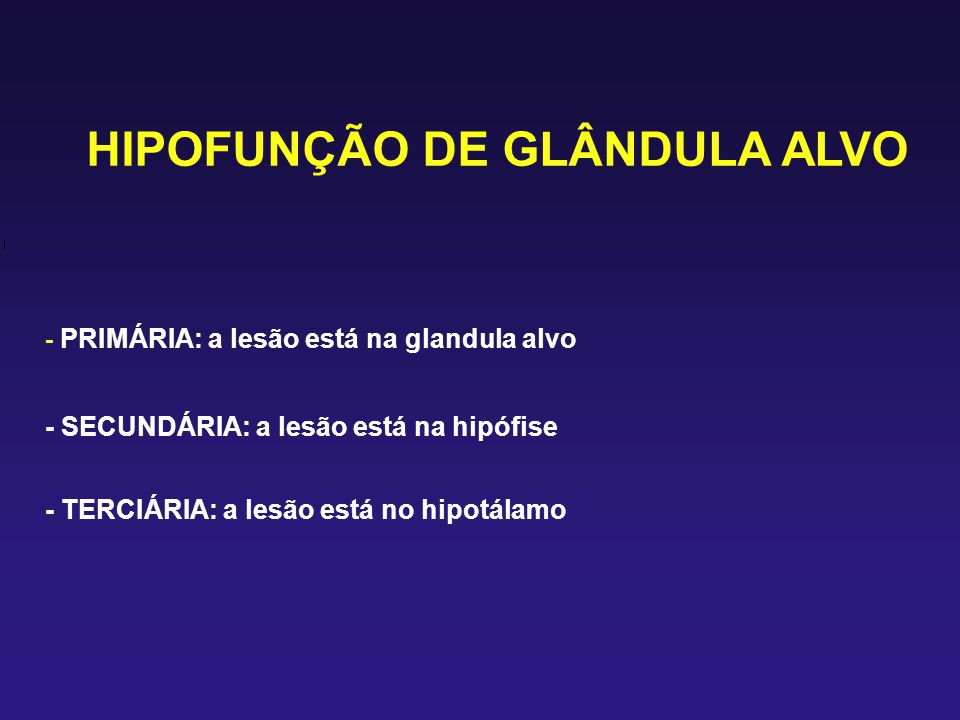 HIPOFUNÇÃO DE GLÂNDULA ALVO
- PRIMÁRIA: a lesão está na glandula alvo
- SECUNDÁRIA: a lesão está na hipófise
- TERCIÁRIA: a lesão está no hipotálamo